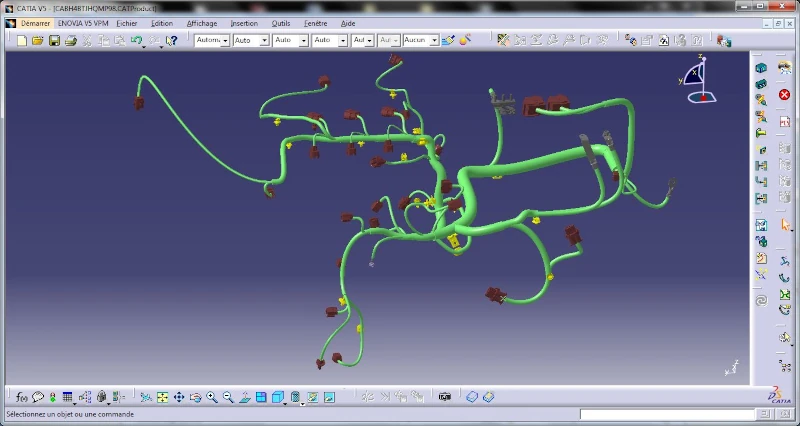 CATIA V5 - [CABH4BTJHQMP98.CATProduct]
Démarrer ENOVIA V5 VPM Fichier Edition Affichage Insertion Outils Fenêtre Aide
Autom. Auto Auto Auto Aut Aut Aucun
z
x
y
f(x)
CATIA
Sélectionnez un objet ou une commande